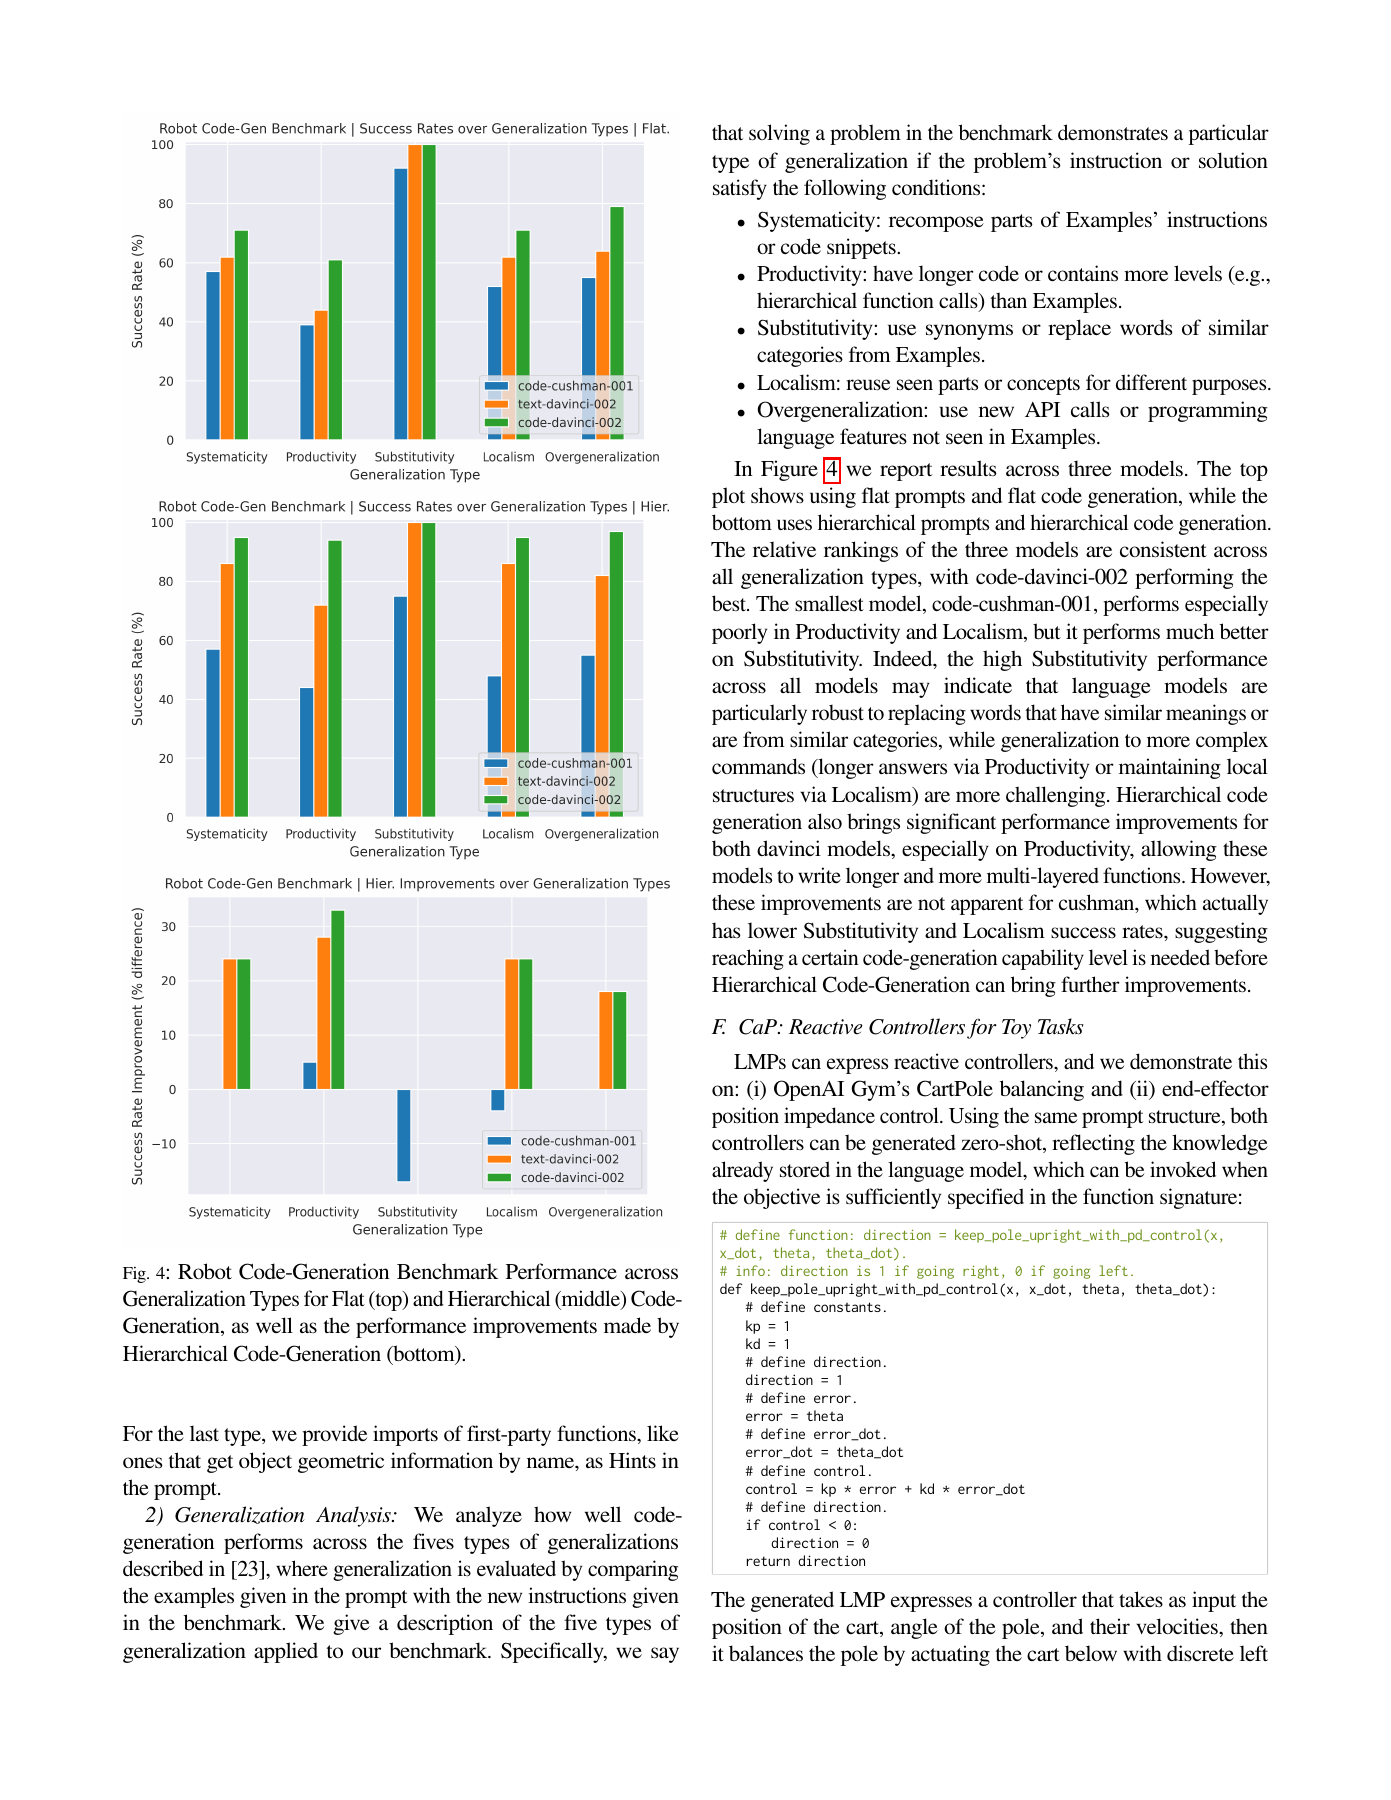 Robot Code-Gen Benchmark | Success Rates over Generalization Types | Flat.
100
80
60
40
20
0
Success Rate (%)
code-cushman-001
text-davinci-002
code-davinci-002
Systematicity Productivity Substitutivity Localism Overgeneralization
Generalization Type
Robot Code-Gen Benchmark | Success Rates over Generalization Types | Hier.
100
80
60
40
20
0
Success Rate (%)
code-cushman-001
text-davinci-002
code-davinci-002
Systematicity Productivity Substitutivity Localism Overgeneralization
Generalization Type
Robot Code-Gen Benchmark | Hier. Improvements over Generalization Types
30
20
10
0
−10
Success Rate Improvement (% difference)
code-cushman-001
text-davinci-002
code-davinci-002
Systematicity Productivity Substitutivity Localism Overgeneralization
Generalization Type
Fig. 4: Robot Code-Generation Benchmark Performance across
Generalization Types for Flat (top) and Hierarchical (middle) Code-
Generation, as well as the performance improvements made by
Hierarchical Code-Generation (bottom).
For the last type, we provide imports of first-party functions, like
ones that get object geometric information by name, as Hints in
the prompt.
2) Generalization Analysis: We analyze how well code-
generation performs across the fives types of generalizations
described in [23], where generalization is evaluated by comparing
the examples given in the prompt with the new instructions given
in the benchmark. We give a description of the five types of
generalization applied to our benchmark. Specifically, we say
that solving a problem in the benchmark demonstrates a particular
type of generalization if the problem's instruction or solution
satisfy the following conditions:
• Systematicity: recompose parts of Examples' instructions
or code snippets.
• Productivity: have longer code or contains more levels (e.g.,
hierarchical function calls) than Examples.
• Substitutivity: use synonyms or replace words of similar
categories from Examples.
• Localism: reuse seen parts or concepts for different purposes.
• Overgeneralization: use new API calls or programming
language features not seen in Examples.
In Figure 4 we report results across three models. The top
plot shows using flat prompts and flat code generation, while the
bottom uses hierarchical prompts and hierarchical code generation.
The relative rankings of the three models are consistent across
all generalization types, with code-davinci-002 performing the
best. The smallest model, code-cushman-001, performs especially
poorly in Productivity and Localism, but it performs much better
on Substitutivity. Indeed, the high Substitutivity performance
across all models may indicate that language models are
particularly robust to replacing words that have similar meanings or
are from similar categories, while generalization to more complex
commands (longer answers via Productivity or maintaining local
structures via Localism) are more challenging. Hierarchical code
generation also brings significant performance improvements for
both davinci models, especially on Productivity, allowing these
models to write longer and more multi-layered functions. However,
these improvements are not apparent for cushman, which actually
has lower Substitutivity and Localism success rates, suggesting
reaching a certain code-generation capability level is needed before
Hierarchical Code-Generation can bring further improvements.
F. CaP: Reactive Controllers for Toy Tasks
LMPs can express reactive controllers, and we demonstrate this
on: (i) OpenAI Gym's CartPole balancing and (ii) end-effector
position impedance control. Using the same prompt structure, both
controllers can be generated zero-shot, reflecting the knowledge
already stored in the language model, which can be invoked when
the objective is sufficiently specified in the function signature:
# define function: direction = keep_pole_upright_with_pd_control(x,
x_dot, theta, theta_dot).
# info: direction is 1 if going right, 0 if going left.
def keep_pole_upright_with_pd_control(x, x_dot, theta, theta_dot):
# define constants.
kp = 1
kd = 1
# define direction.
direction = 1
# define error.
error = theta
# define error_dot.
error_dot = theta_dot
# define control.
control = kp * error + kd * error_dot
# define direction.
if control < 0:
direction = 0
return direction
The generated LMP expresses a controller that takes as input the
position of the cart, angle of the pole, and their velocities, then
it balances the pole by actuating the cart below with discrete left